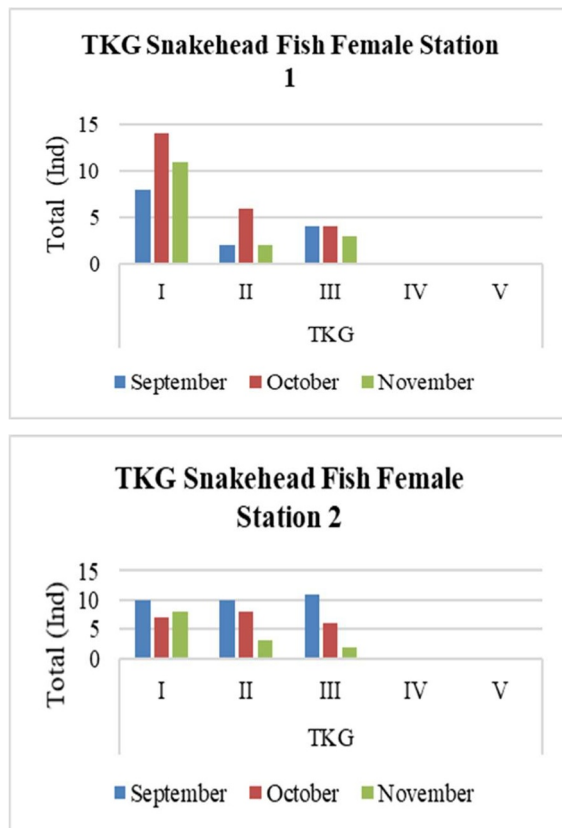 TKG Snakehead Fish Female Station
1
Total (Ind)
15
10
5
0
I II III IV V
TKG
September October November
TKG Snakehead Fish Female
Station 2
Total (Ind)
15
10
5
0
I II III IV V
TKG
September October November